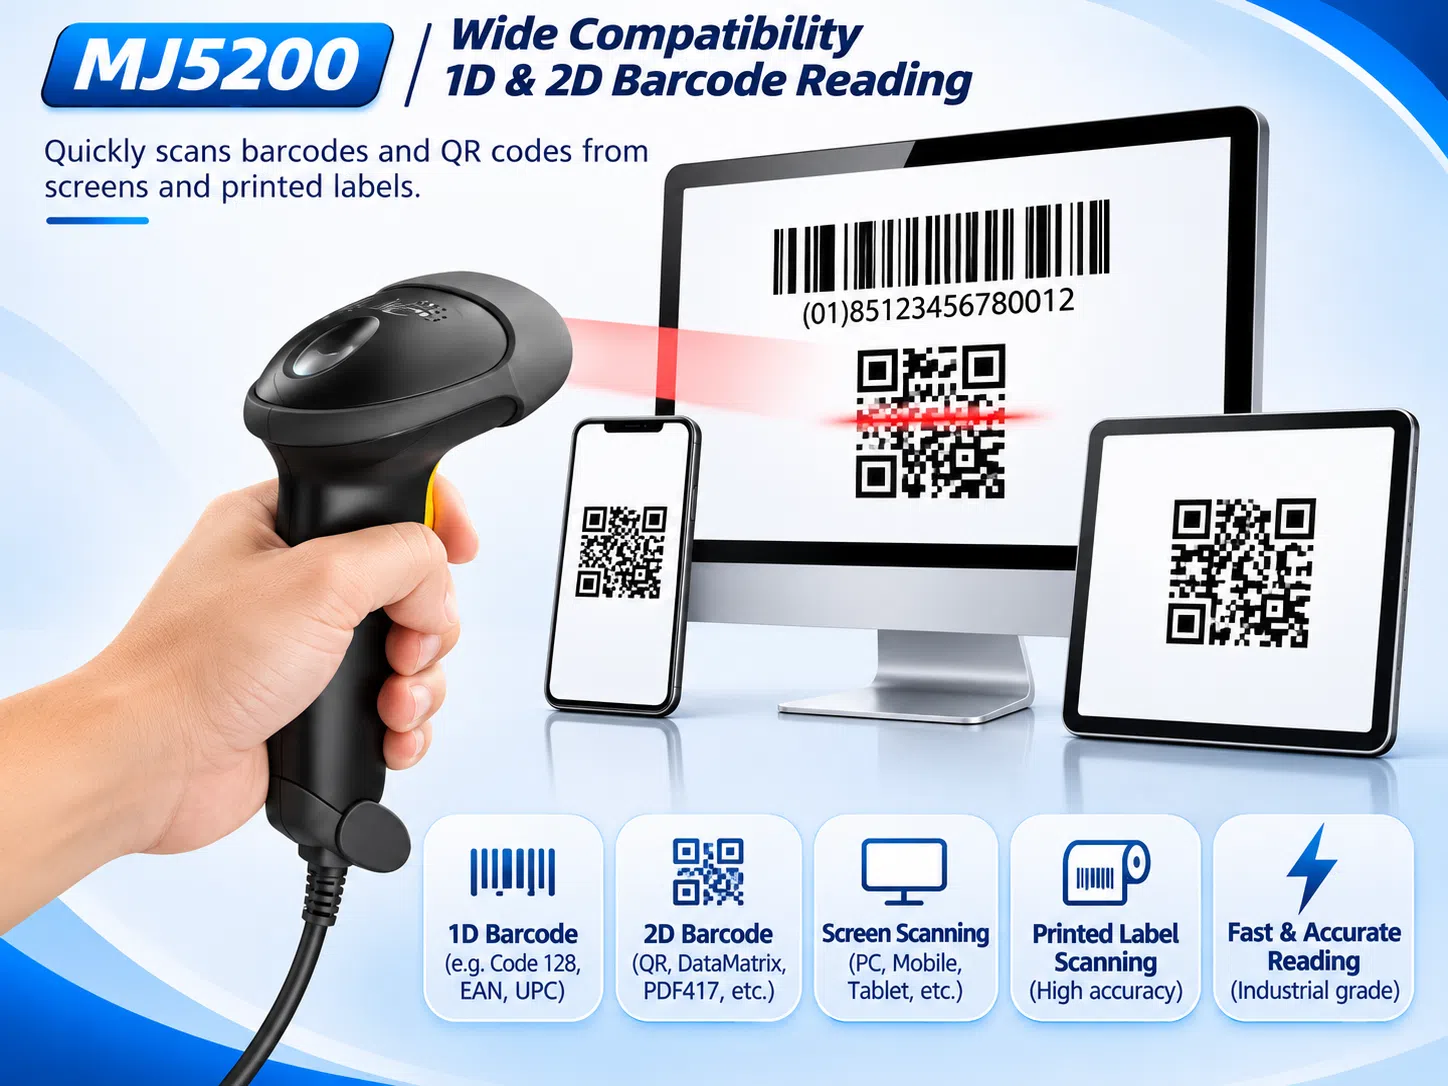 MJ5200
Wide Compatibility
1D & 2D Barcode Reading
Quickly scans barcodes and QR codes from
screens and printed labels.
(01)85123456780012
1D Barcode
(e.g. Code 128,
EAN, UPC)
2D Barcode
(QR, DataMatrix,
PDF417, etc.)
Screen Scanning
(PC, Mobile,
Tablet, etc.)
Printed Label
Scanning
(High accuracy)
Fast & Accurate
Reading
(Industrial grade)